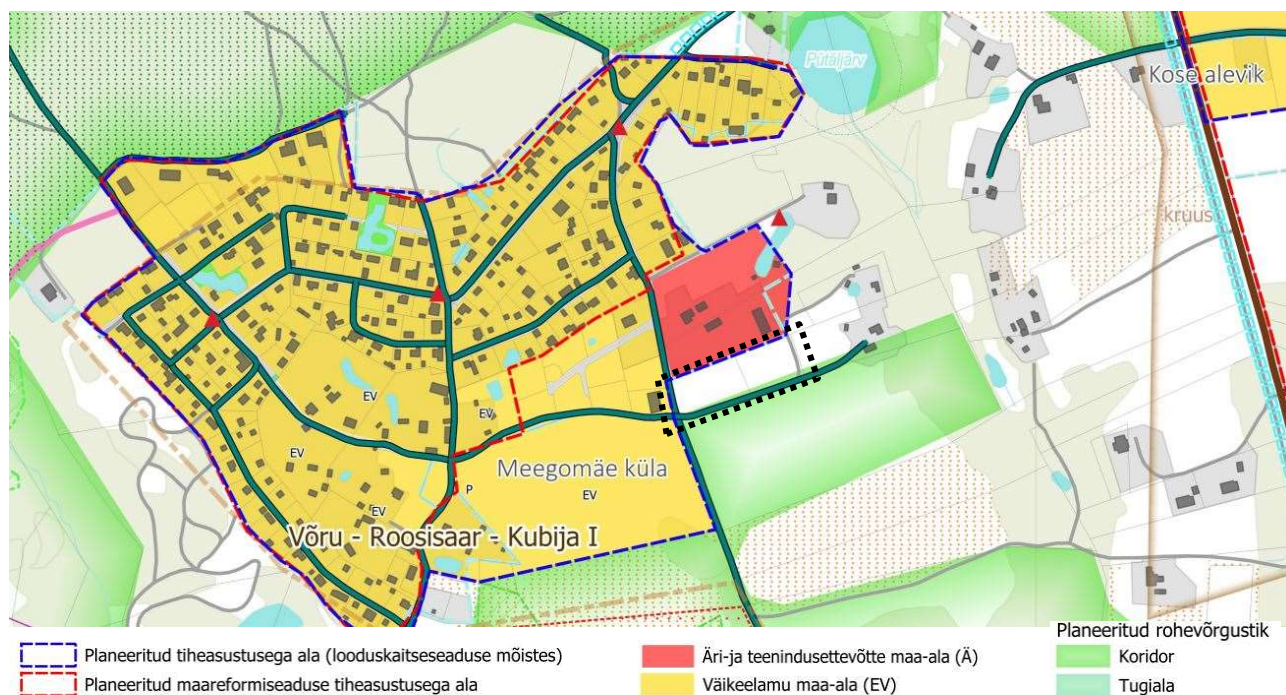 Pütäljärv
Kose alevik
kruus
EV
EV
EV
Meegomäe küla
P
EV
EV
Võru - Roosisaar - Kubija I
Planeeritud rohevõrgustik
Planeeritud tiheasustusega ala (looduskaitseseaduse mõistes)
Äri-ja teenindusettevõtte maa-ala (Ä)
Koridor
Planeeritud maareformiseaduse tiheasustusega ala
Väikeelamu maa-ala (EV)
Tugiala